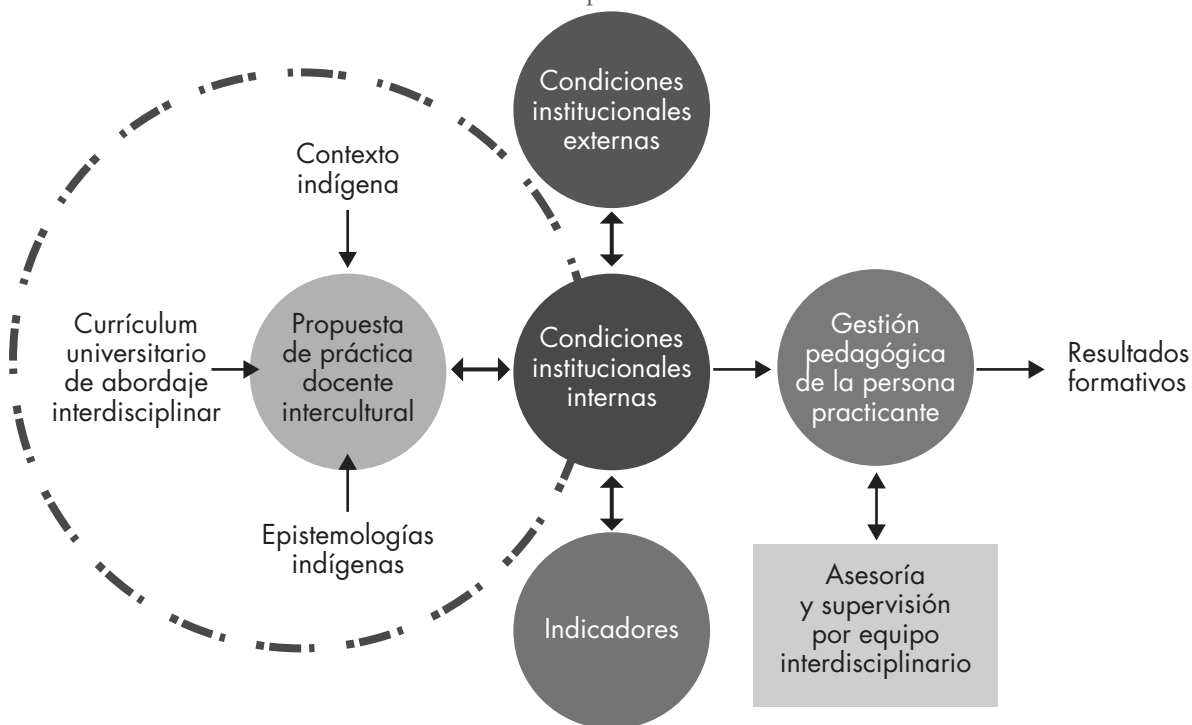 Condiciones
institucionales
externas
Contexto
indígena
Currículum
universitario
de abordaje
interdisciplinar
Propuesta
de práctica
docente
intercultural
Epistemologías
indígenas
Condiciones
institucionales
internas
Indicadores
Gestión
pedagógica
de la persona
practicante
Asesoría
y supervisión
por equipo
interdisciplinario
Resultados
formativos